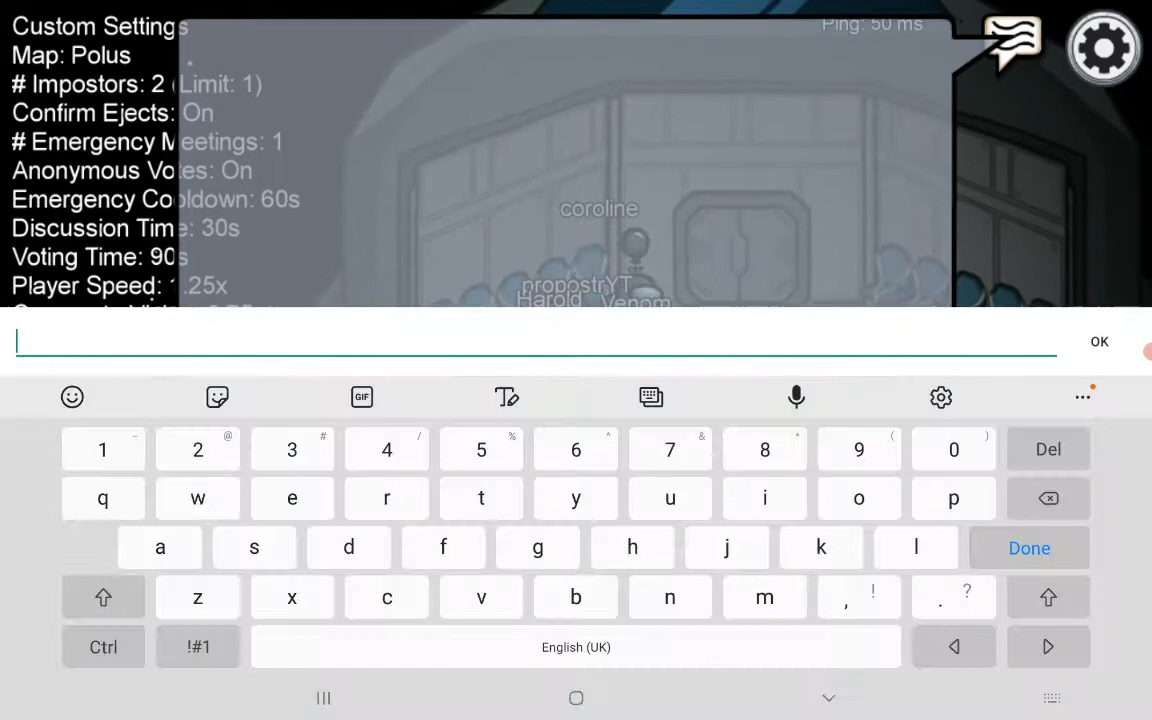 Custom Settings
Ping: 50 ms
Map: Polus
# Impostors: 2 (Limit: 1)
Confirm Ejects: On
# Emergency Meetings: 1
Anonymous Votes: On
Emergency Cooldown: 60s
Discussion Time: 30s
Voting Time: 90s
Player Speed: 1.25x
coroline
propostrYT
Harold
Venom
OK
GIF
1 2 3 4 5 6 7 8 9 0 Del
q w e r t y u i o p
a s d f g h j k l Done
z x c v b n m , ! . ?
Ctrl !#1 English (UK)